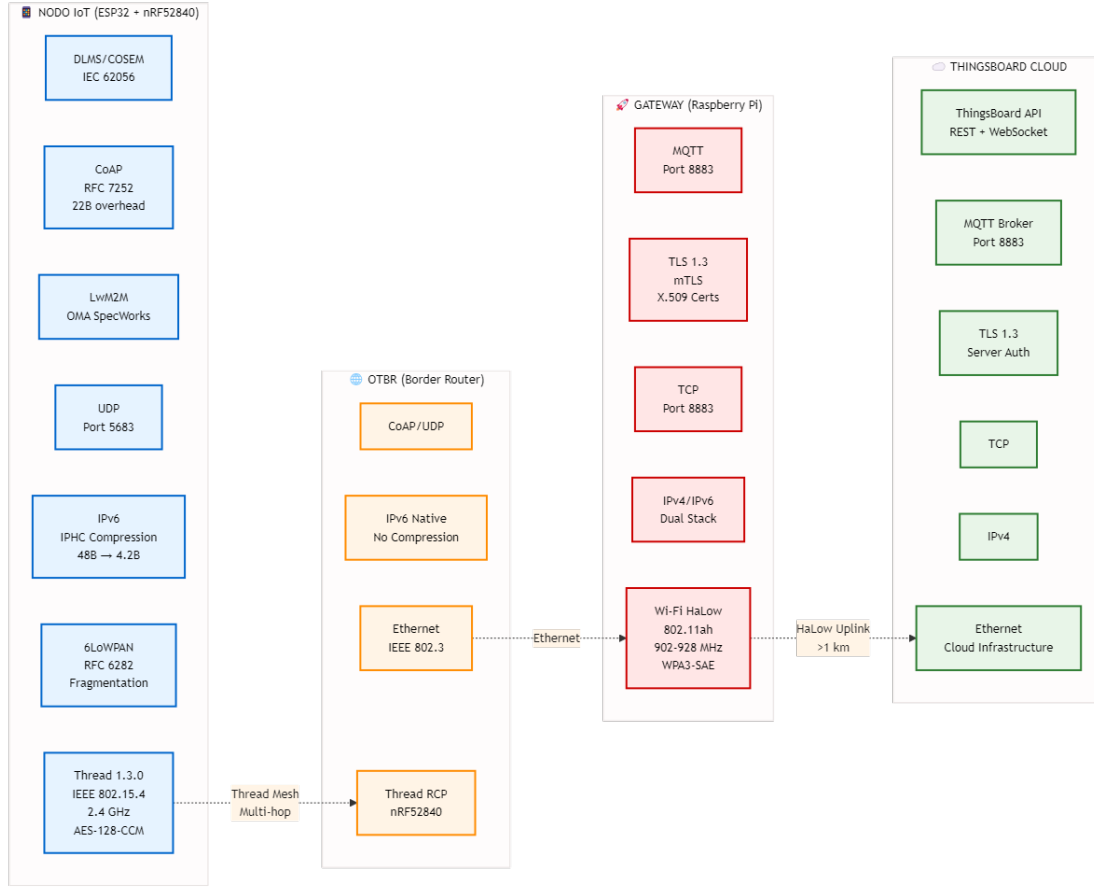 NODO IoT (ESP32 + nRF52840)
DLMS/COSEM
IEC 62056
CoAP
RFC 7252
22B overhead
LwM2M
OMA SpecWorks
UDP
Port 5683
IPv6
IPHC Compression
48B → 4.2B
6LoWPAN
RFC 6282
Fragmentation
Thread 1.3.0
IEEE 802.15.4
2.4 GHz
AES-128-CCM
Thread Mesh
Multi-hop
OTBR (Border Router)
CoAP/UDP
IPv6 Native
No Compression
Ethernet
IEEE 802.3
Thread RCP
nRF52840
Ethernet
GATEWAY (Raspberry Pi)
MQTT
Port 8883
TLS 1.3
mTLS
X.509 Certs
TCP
Port 8883
IPv4/IPv6
Dual Stack
Wi-Fi HaLow
802.11ah
902-928 MHz
WPA3-SAE
HaLow Uplink
>1 km
THINGSBOARD CLOUD
ThingsBoard API
REST + WebSocket
MQTT Broker
Port 8883
TLS 1.3
Server Auth
TCP
IPv4
Ethernet
Cloud Infrastructure